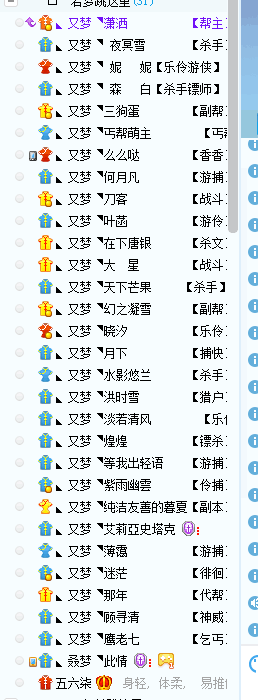 若梦跳这里(31)
◣又梦◥潇洒【帮主】
◣又梦◥夜冥雪【杀手
◣又梦◥妮 妮【乐伶游侠】
◣又梦◥森 白【杀手镖师】
◣又梦◥三狗蛋【副帮
◣又梦◥丐帮萌主【丐帮
◣又梦◥么么哒【香香
◣又梦◥何月凡【游捕
◣又梦◥刀客【战斗
◣又梦◥叶菡【游伶
◣又梦◥在下唐银【杀文
◣又梦◥大 星【战斗
◣又梦◥天下芒果【杀手】
◣又梦◥幻之凝雪【副帮
◣又梦◥晓汐【乐伶
◣又梦◥月下【捕快
◣又梦◥水影悠兰【杀手
◣又梦◥洪时雪【猎户
◣又梦◥淡若清风【乐伶
◣又梦◥煌煌【镖杀
◣又梦◥等我出轻语【游捕
◣又梦◥紫雨幽雲【伶捕
◣又梦◥纯洁友善的暮夏【副本
◣又梦◥艾莉亞史塔克
◣又梦◥薄霭【游捕
◣又梦◥迷茫【徘徊
◣又梦◥那年【代帮
◣又梦◥顾寻清【神威
◣又梦◥鹰老七【乞丐
◣叒梦◥此情
五六柒 身轻，体柔，易推